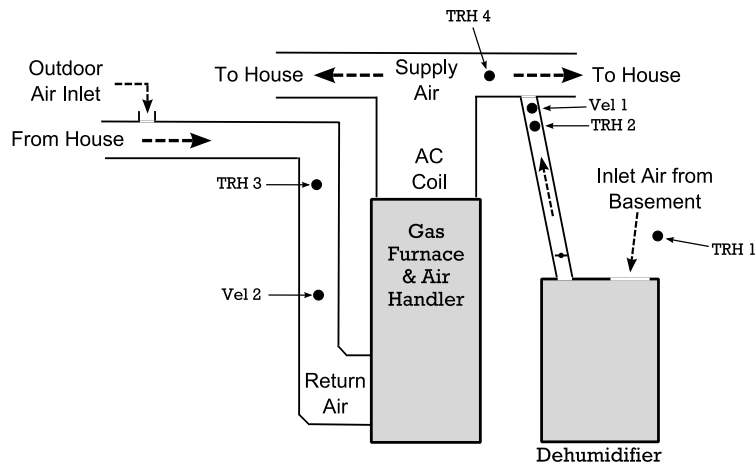 TRH 4
Outdoor
Air Inlet
To House
Supply
Air
To House
Vel 1
TRH 2
From House
AC
Coil
TRH 3
Inlet Air from
Basement
TRH 1
Gas
Furnace
& Air
Handler
Vel 2
Return
Air
Dehumidifier